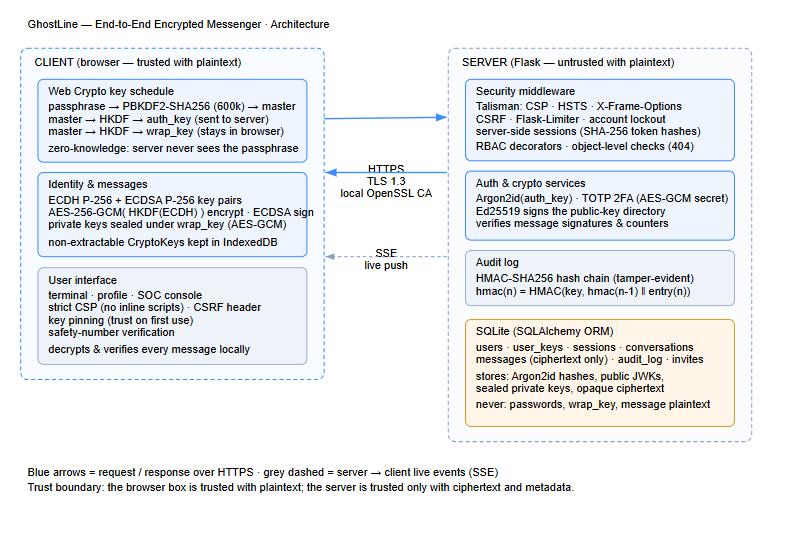 GhostLine — End-to-End Encrypted Messenger · Architecture
CLIENT (browser — trusted with plaintext)
Web Crypto key schedule
passphrase → PBKDF2-SHA256 (600k) → master
master → HKDF → auth_key (sent to server)
master → HKDF → wrap_key (stays in browser)
zero-knowledge: server never sees the passphrase
Identity & messages
ECDH P-256 + ECDSA P-256 key pairs
AES-256-GCM( HKDF(ECDH) ) encrypt · ECDSA sign
private keys sealed under wrap_key (AES-GCM)
non-extractable CryptoKeys kept in IndexedDB
User interface
terminal · profile · SOC console
strict CSP (no inline scripts) · CSRF header
key pinning (trust on first use)
safety-number verification
decrypts & verifies every message locally
HTTPS
TLS 1.3
local OpenSSL CA
SSE
live push
SERVER (Flask — untrusted with plaintext)
Security middleware
Talisman: CSP · HSTS · X-Frame-Options
CSRF · Flask-Limiter · account lockout
server-side sessions (SHA-256 token hashes)
RBAC decorators · object-level checks (404)
Auth & crypto services
Argon2id(auth_key) · TOTP 2FA (AES-GCM secret)
Ed25519 signs the public-key directory
verifies message signatures & counters
Audit log
HMAC-SHA256 hash chain (tamper-evident)
hmac(n) = HMAC(key, hmac(n-1) ‖ entry(n))
SQLite (SQLAlchemy ORM)
users · user_keys · sessions · conversations
messages (ciphertext only) · audit_log · invites
stores: Argon2id hashes, public JWKs,
sealed private keys, opaque ciphertext
never: passwords, wrap_key, message plaintext
Blue arrows = request / response over HTTPS · grey dashed = server → client live events (SSE)
Trust boundary: the browser box is trusted with plaintext; the server is trusted only with ciphertext and metadata.